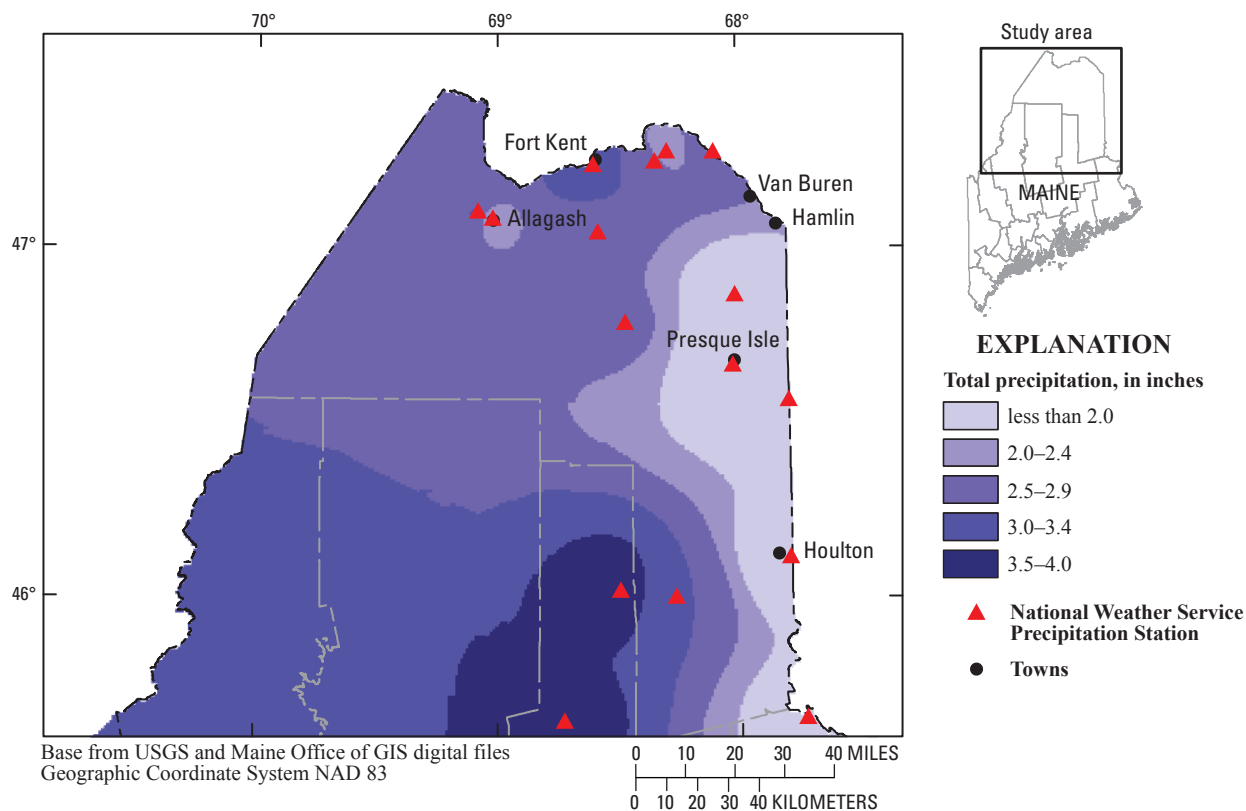 70°
69°
68°
Study area
Fort Kent
Van Buren
MAINE
Allagash
Hamlin
47°
Presque Isle
EXPLANATION
Total precipitation, in inches
less than 2.0
2.0–2.4
2.5–2.9
3.0–3.4
3.5–4.0
Houlton
46°
National Weather Service
Precipitation Station
Towns
Base from USGS and Maine Office of GIS digital files
Geographic Coordinate System NAD 83
0 10 20 30 40 MILES
0 10 20 30 40 KILOMETERS